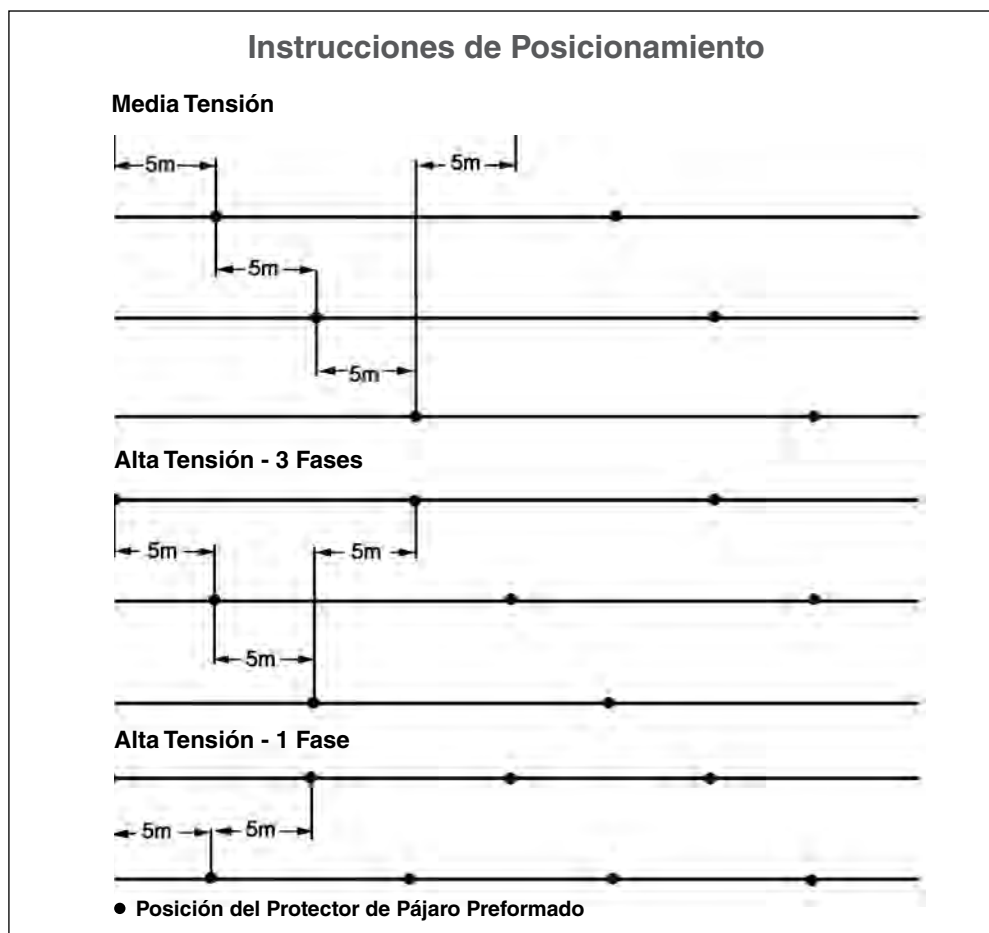 Instrucciones de Posicionamiento
Media Tensión
5m
5m
5m
5m
Alta Tensión - 3 Fases
5m
5m
5m
Alta Tensión - 1 Fase
5m
5m
Posición del Protector de Pájaro Preformado